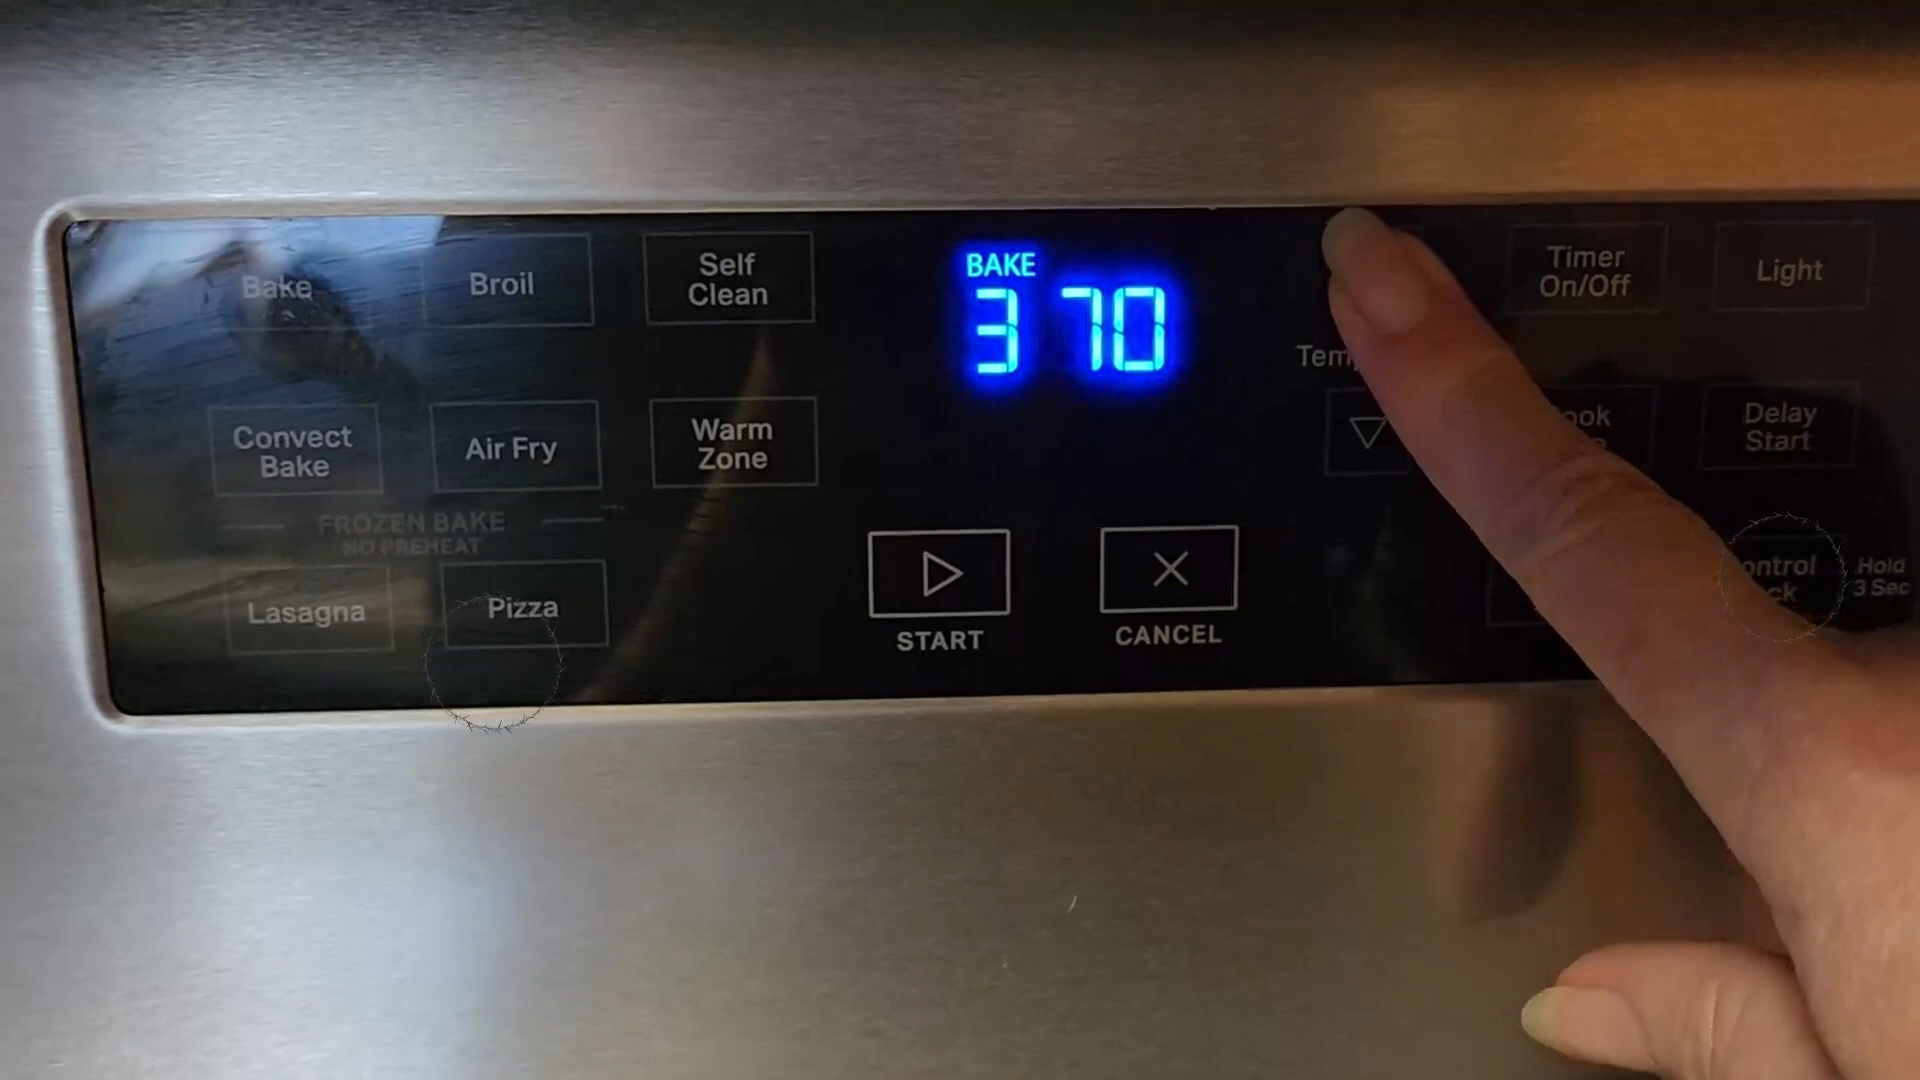 Bake
Broil
Self
Clean
BAKE
370
Timer
On/Off
Light
Convect
Bake
Air Fry
Warm
Zone
Delay
Start
FROZEN BAKE
NO PREHEAT
Lasagna
Pizza
START
CANCEL
Hold
3 Sec